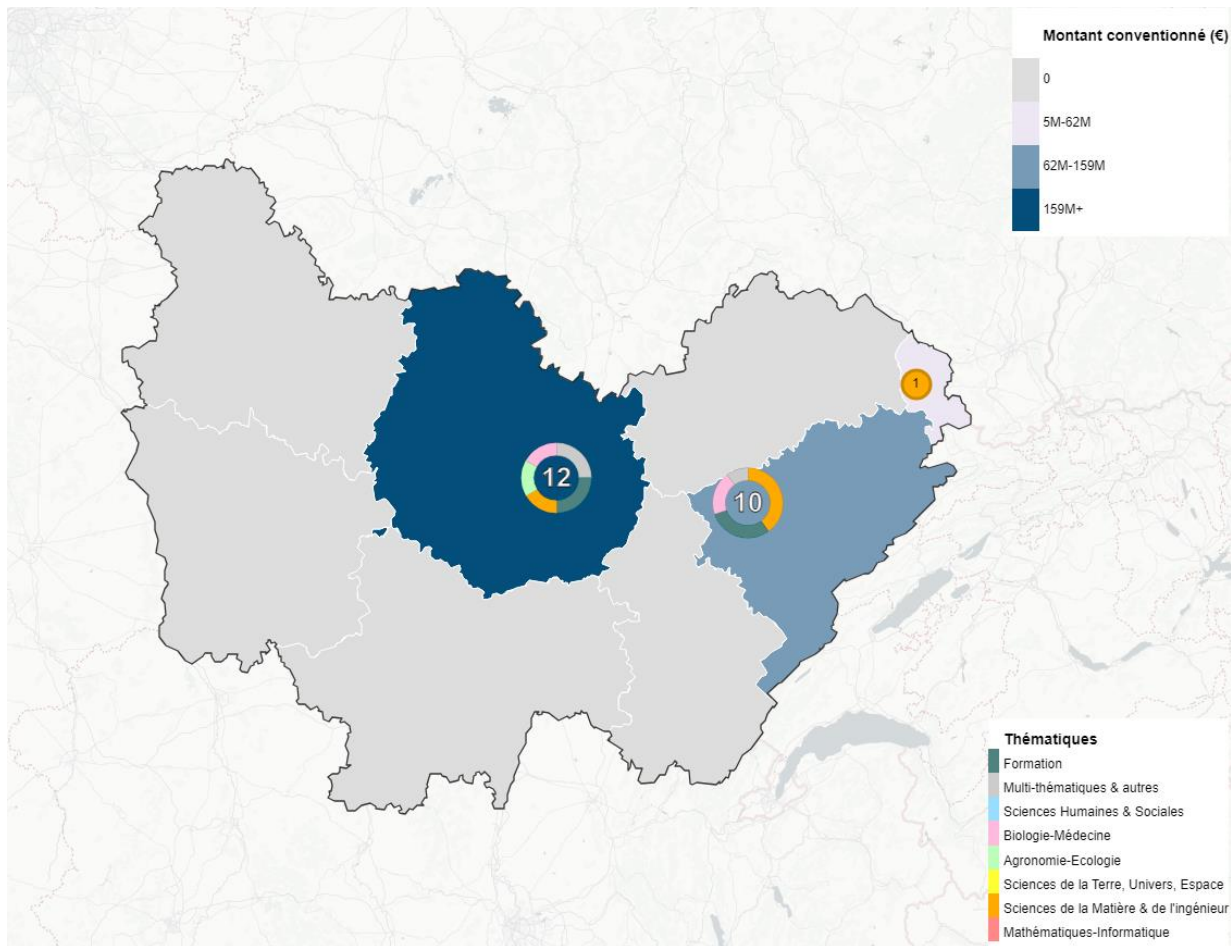 Montant conventionné (€)
0
5M-62M
62M-159M
159M+
1
12
10
Thématiques
Formation
Multi-thématiques & autres
Sciences Humaines & Sociales
Biologie-Médecine
Agronomie-Ecologie
Sciences de la Terre, Univers, Espace
Sciences de la Matière & de l'ingénieur
Mathématiques-Informatique